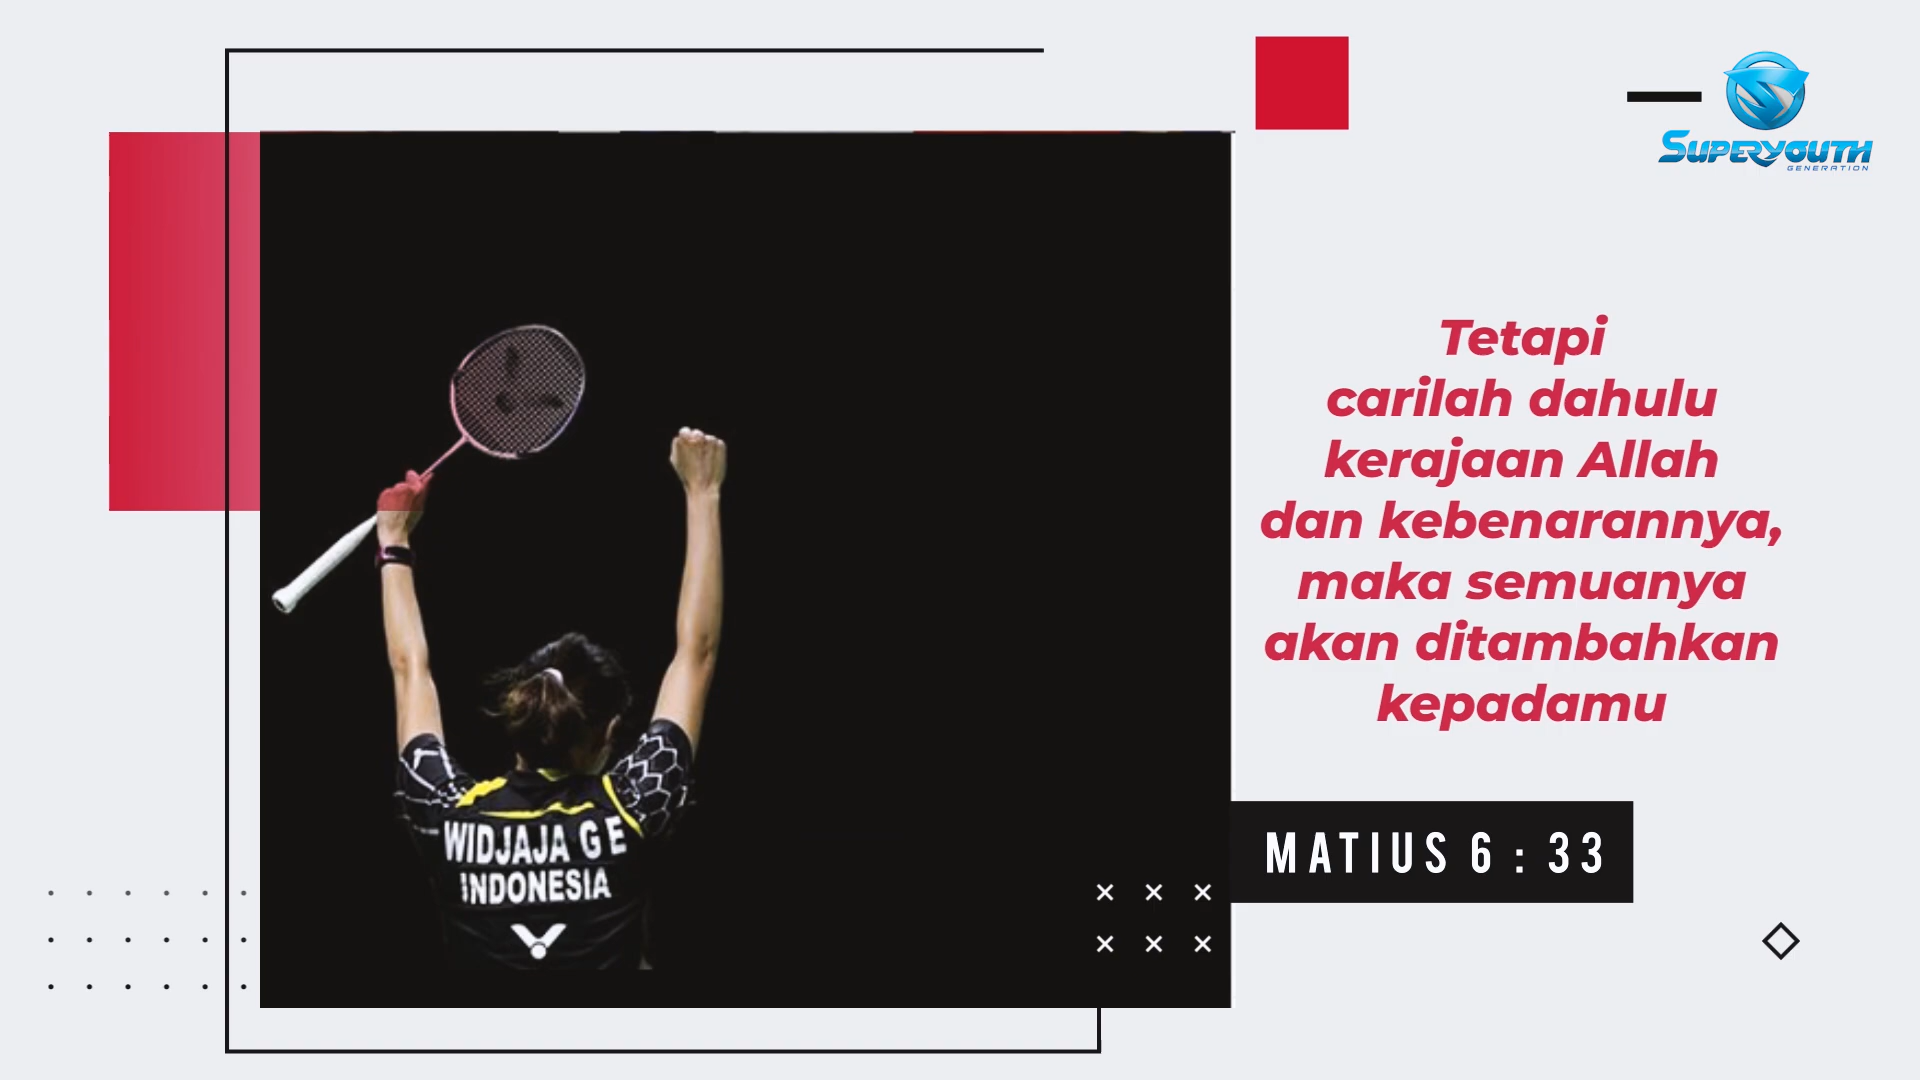 SUPERYOUTH
GENERATION
Tetapi
carilah dahulu
kerajaan Allah
dan kebenarannya,
maka semuanya
akan ditambahkan
kepadamu
MATIUS 6 : 33
WIDJAJA G E
INDONESIA